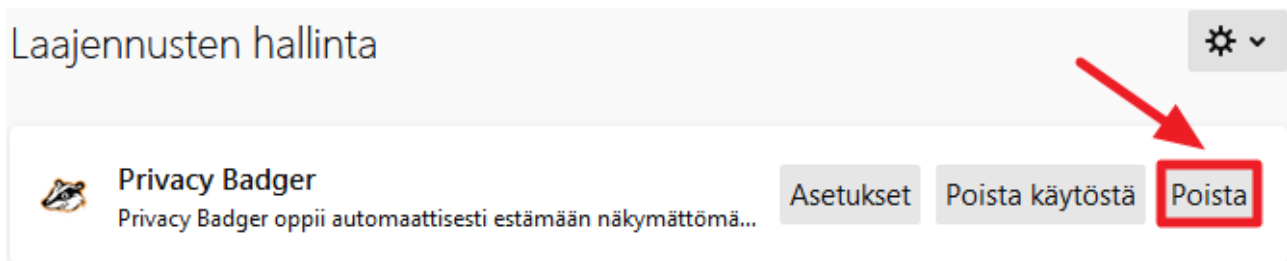 Laajennusten hallinta
Privacy Badger
Privacy Badger oppii automaattisesti estämään näkymättömä...
Asetukset
Poista käytöstä
Poista